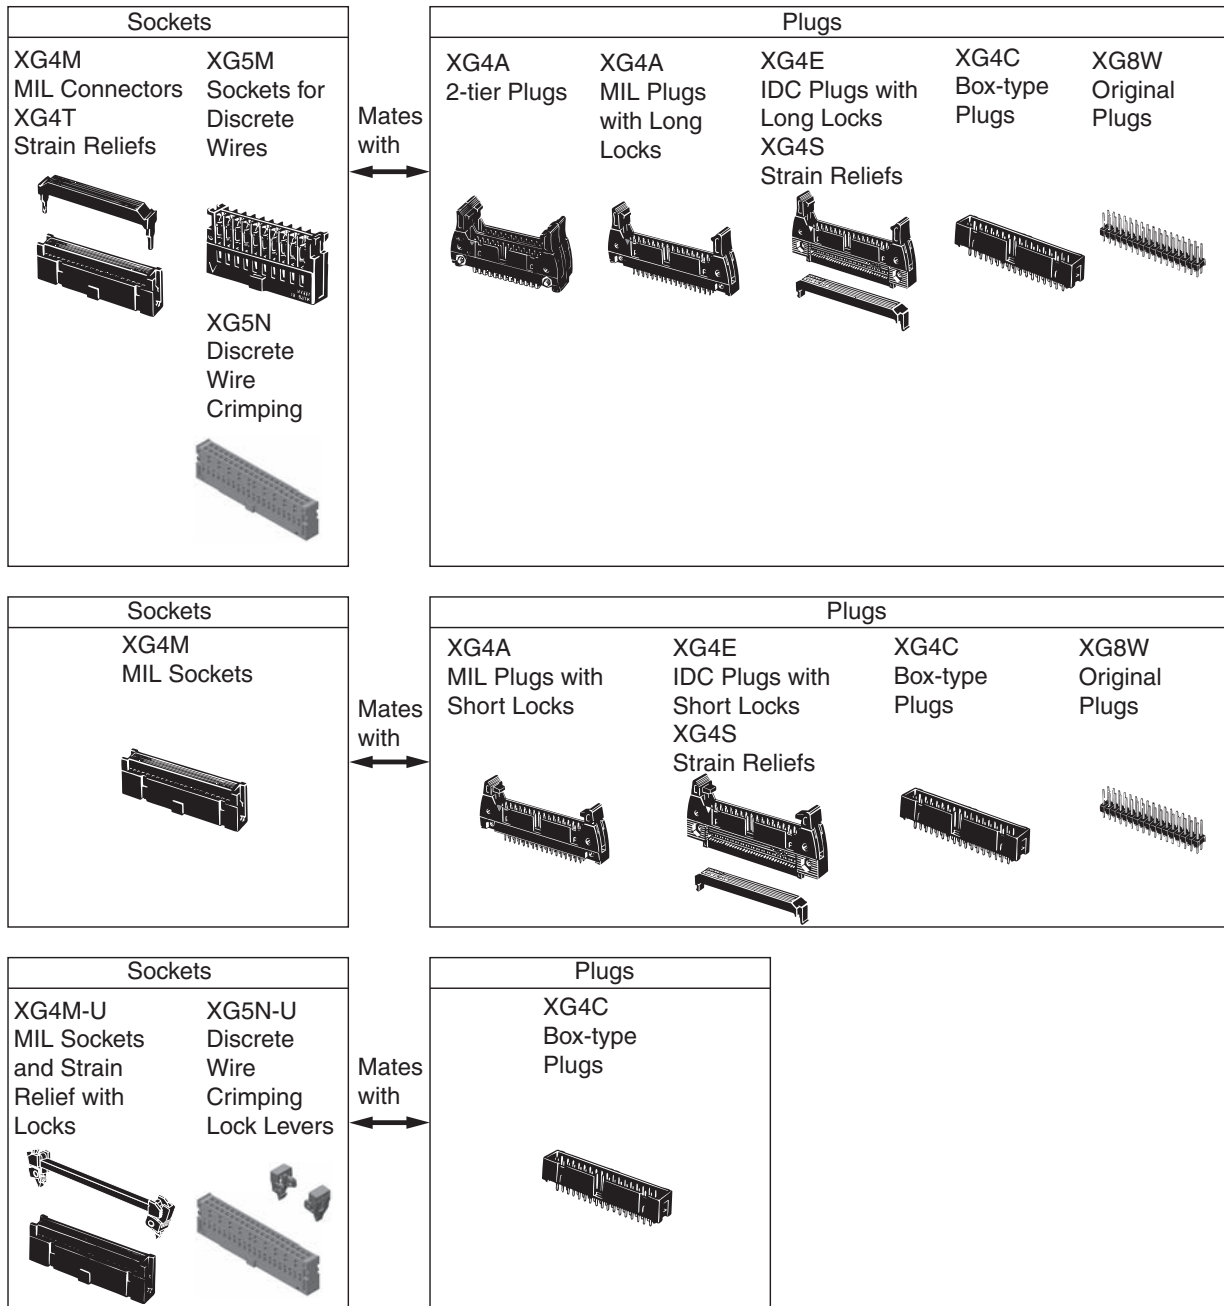 Sockets
XG4M
MIL Connectors
XG4T
Strain Reliefs
XG5M
Sockets for
Discrete
Wires
XG5N
Discrete
Wire
Crimping
Mates
with
Plugs
XG4A
2-tier Plugs
XG4A
MIL Plugs
with Long
Locks
XG4E
IDC Plugs with
Long Locks
XG4S
Strain Reliefs
XG4C
Box-type
Plugs
XG8W
Original
Plugs
Sockets
XG4M
MIL Sockets
Mates
with
Plugs
XG4A
MIL Plugs with
Short Locks
XG4E
IDC Plugs with
Short Locks
XG4S
Strain Reliefs
XG4C
Box-type
Plugs
XG8W
Original
Plugs
Sockets
XG4M-U
MIL Sockets
and Strain
Relief with
Locks
XG5N-U
Discrete
Wire
Crimping
Lock Levers
Mates
with
Plugs
XG4C
Box-type
Plugs